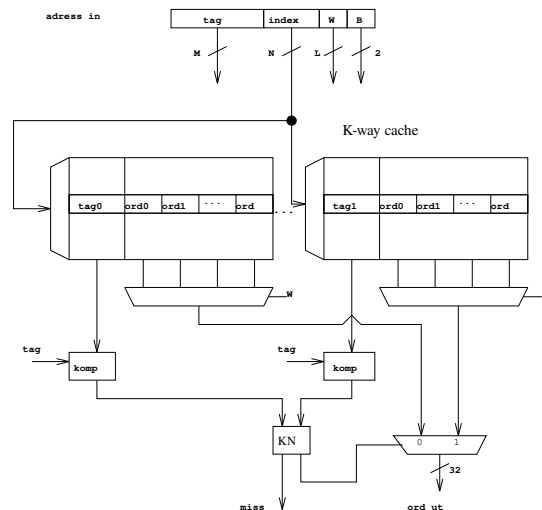 adress in
tag index W B
M N L 2
K-way cache
tag0 ord0 ord1 ... ord ... tag1 ord0 ord1 ... ord
W
tag komp tag komp
KN 0 1
32
miss ord ut